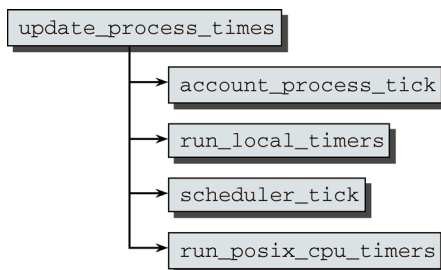 update_process_times
account_process_tick
run_local_timers
scheduler_tick
run_posix_cpu_timers